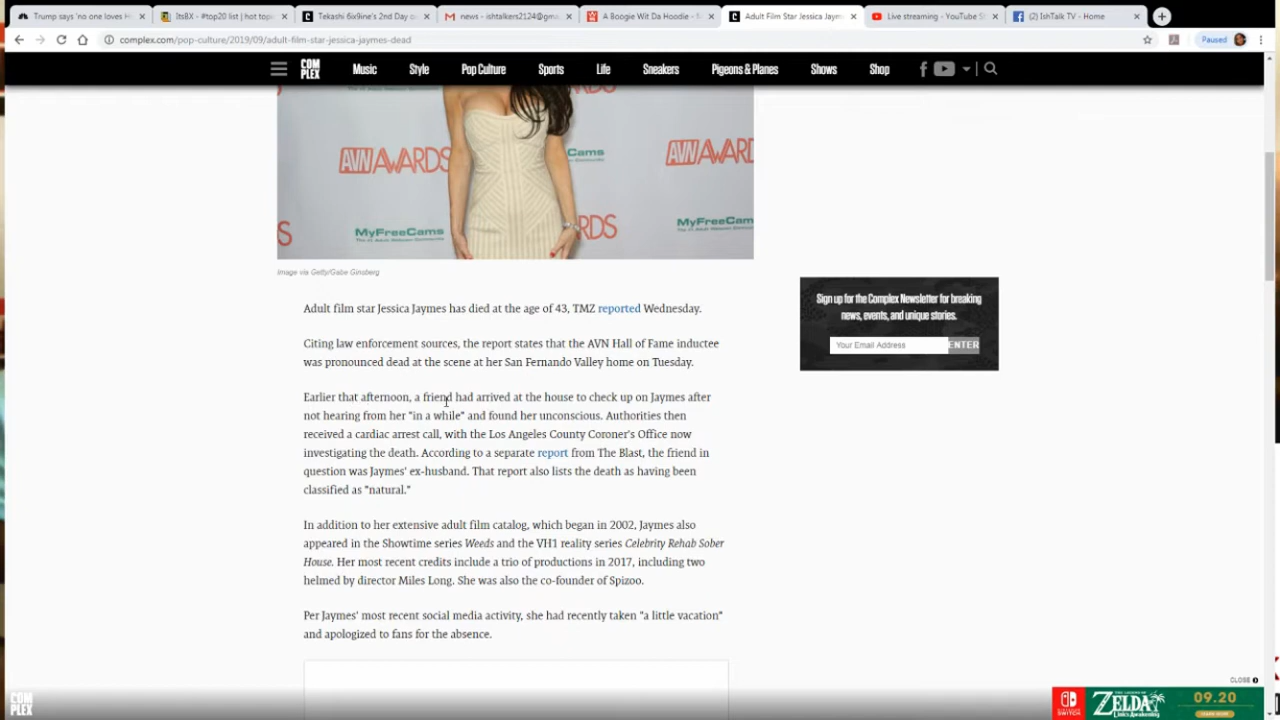 Trump says 'no one loves H
ItsBX - #top20 list | hot top
Tekashi 6ix9ine's 2nd Day o
news - ishtalkers2124@gma
A Boogie Wit Da Hoodie -
Adult Film Star Jessica Jaym
Live streaming - YouTube S
(2) IshTalk TV - Home
complex.com/pop-culture/2019/09/adult-film-star-jessica-jaymes-dead
Paused
COM
PLEX
Music
Style
Pop Culture
Sports
Life
Sneakers
Pigeons & Planes
Shows
Shop
AVN AWARDS
Cams
AVN AWARD
MyFreeCams
S
RDS
MyFreeCams
Image via Getty/Gabe Ginsberg
Adult film star Jessica Jaymes has died at the age of 43, TMZ reported Wednesday.
Citing law enforcement sources, the report states that the AVN Hall of Fame inductee
was pronounced dead at the scene at her San Fernando Valley home on Tuesday.
Earlier that afternoon, a friend had arrived at the house to check up on Jaymes after
not hearing from her "in a while" and found her unconscious. Authorities then
received a cardiac arrest call, with the Los Angeles County Coroner's Office now
investigating the death. According to a separate report from The Blast, the friend in
question was Jaymes' ex-husband. That report also lists the death as having been
classified as "natural."
In addition to her extensive adult film catalog, which began in 2002, Jaymes also
appeared in the Showtime series Weeds and the VH1 reality series Celebrity Rehab Sober
House. Her most recent credits include a trio of productions in 2017, including two
helmed by director Miles Long. She was also the co-founder of Spizoo.
Per Jaymes' most recent social media activity, she had recently taken "a little vacation"
and apologized to fans for the absence.
Sign up for the Complex Newsletter for breaking
news, events, and unique stories.
Your Email Address
ENTER
CLOSE
COM
PLEX
SWITCH
ZELDA
Link's Awakening
09.20